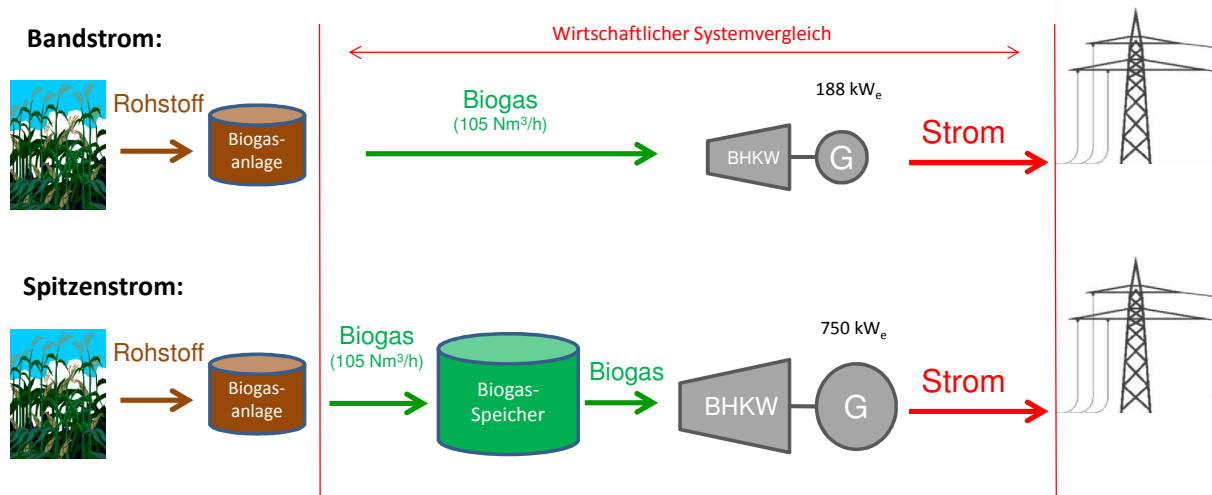 Wirtschaftlicher Systemvergleich
Bandstrom:
Rohstoff
Biogas-
anlage
Biogas
(105 Nm³/h)
188 kWₑ
BHKW
G
Strom
Spitzenstrom:
Rohstoff
Biogas-
anlage
Biogas
(105 Nm³/h)
Biogas-
Speicher
Biogas
750 kWₑ
BHKW
G
Strom